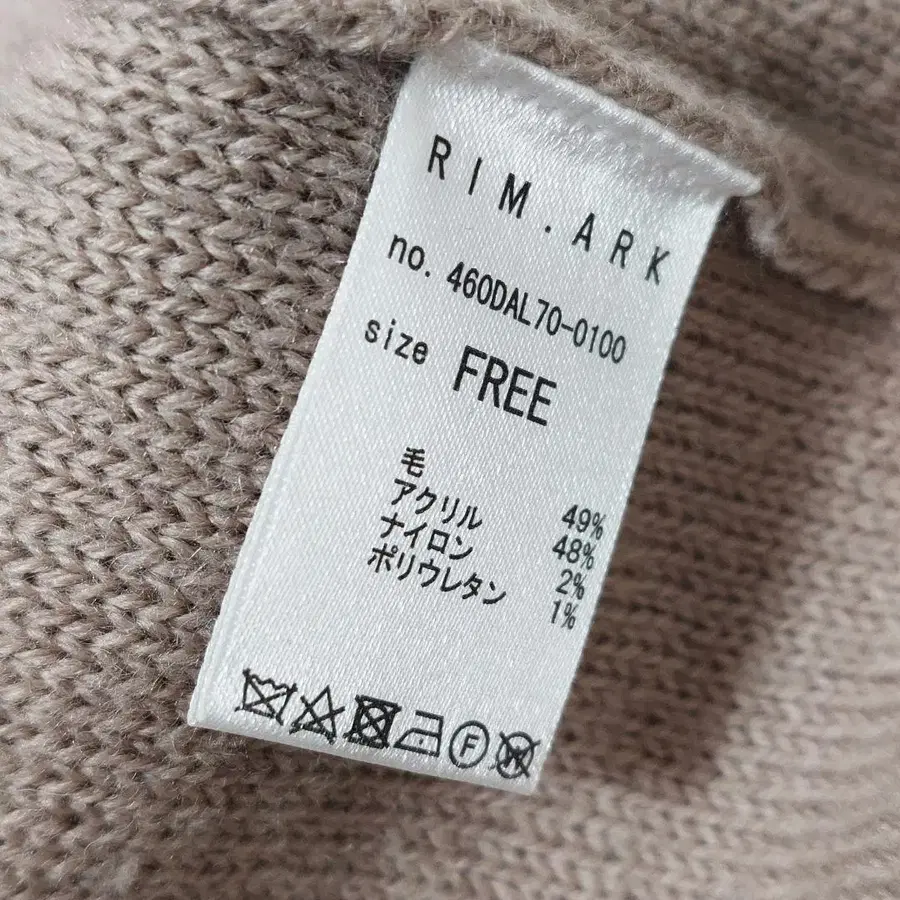 RIM.ARK
no. 460DAL70-0100
size FREE
毛 49%
アクリル 48%
ナイロン 2%
ポリウレタン 1%
F
W